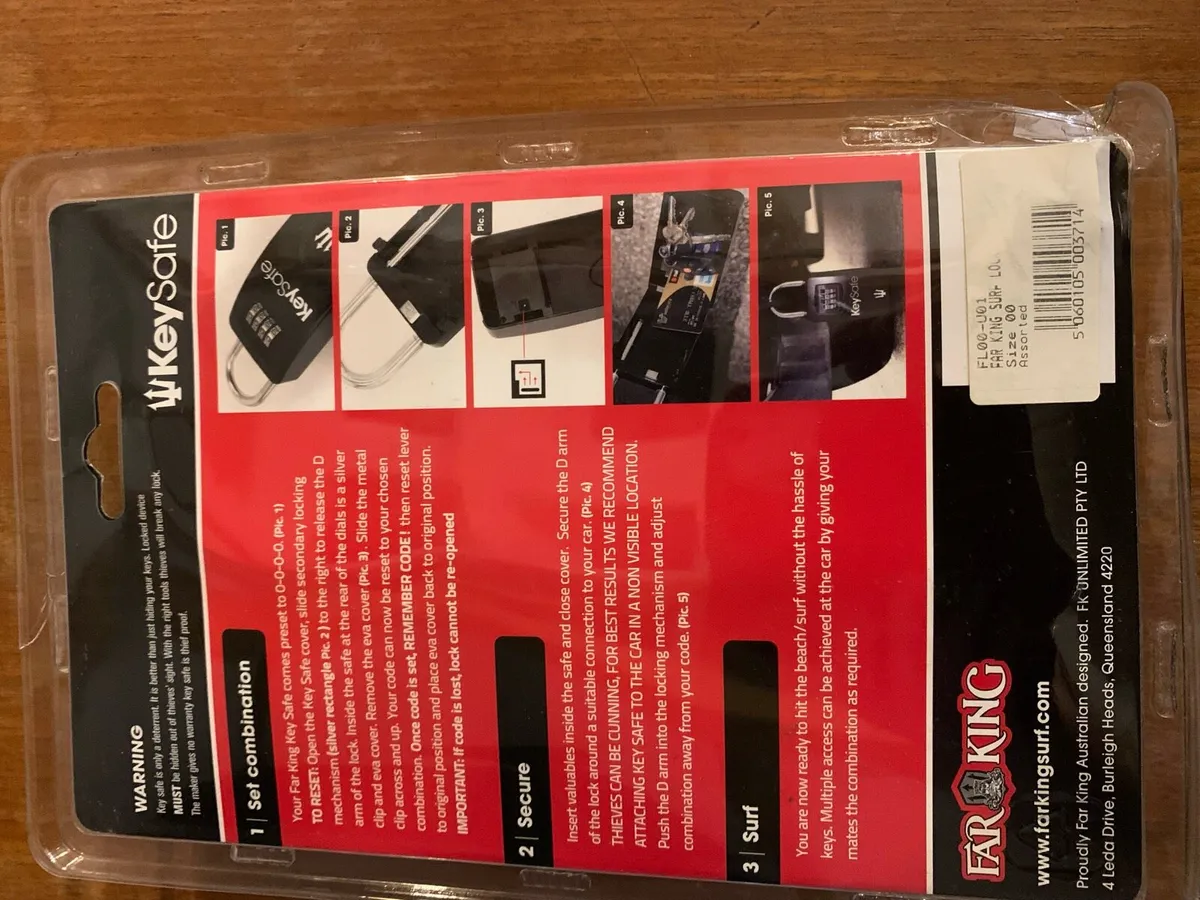 KeySafe
WARNING
Key safe is only a deterrent. It is better than just hiding your keys. Locked device
MUST be hidden out of thieves' sight. With the right tools thieves will break any lock.
The maker gives no warranty key safe is thief proof.
1 | Set combination
Your Far King Key Safe comes preset to 0-0-0-0. (Pic. 1)
TO RESET: Open the Key Safe cover, slide secondary locking
mechanism (silver rectangle Pic. 2) to the right to release the D
arm of the lock. Inside the safe at the rear of the dials is a silver
clip and eva cover. Remove the eva cover (Pic. 3). Slide the metal
clip across and up. Your code can now be reset to your chosen
combination. Once code is set, REMEMBER CODE! then reset lever
to original position and place eva cover back to original position.
IMPORTANT: If code is lost, lock cannot be re-opened
2 | Secure
Insert valuables inside the safe and close cover. Secure the D arm
of the lock around a suitable connection to your car. (Pic. 4)
THIEVES CAN BE CUNNING, FOR BEST RESULTS WE RECOMMEND
ATTACHING KEY SAFE TO THE CAR IN A NON VISIBLE LOCATION.
Push the D arm into the locking mechanism and adjust
combination away from your code. (Pic. 5)
3 | Surf
You are now ready to hit the beach/surf without the hassle of
keys. Multiple access can be achieved at the car by giving your
mates the combination as required.
Pic. 1
KeySafe
Pic. 2
Pic. 3
Pic. 4
Pic. 5
KeySafe
FAR KING
www.farkingsurf.com
Proudly Far King Australian designed. FK UNLIMITED PTY LTD
4 Leda Drive, Burleigh Heads, Queensland 4220
FL00-U01
FAR KING SURF LOC
Size 00
Assorted
5 060105 003714